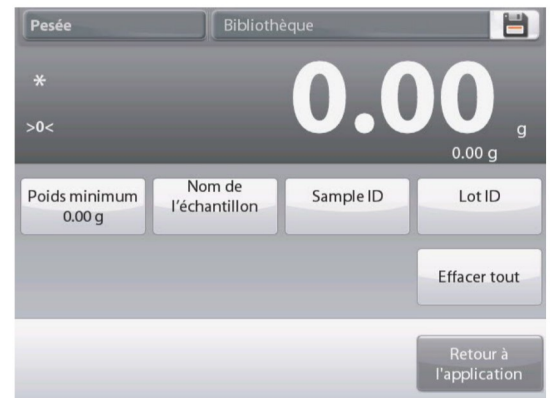 Pesée
Bibliothèque
*
>0<
0.00 g
0.00 g
Poids minimum
0.00 g
Nom de
l'échantillon
Sample ID
Lot ID
Effacer tout
Retour à
l'application